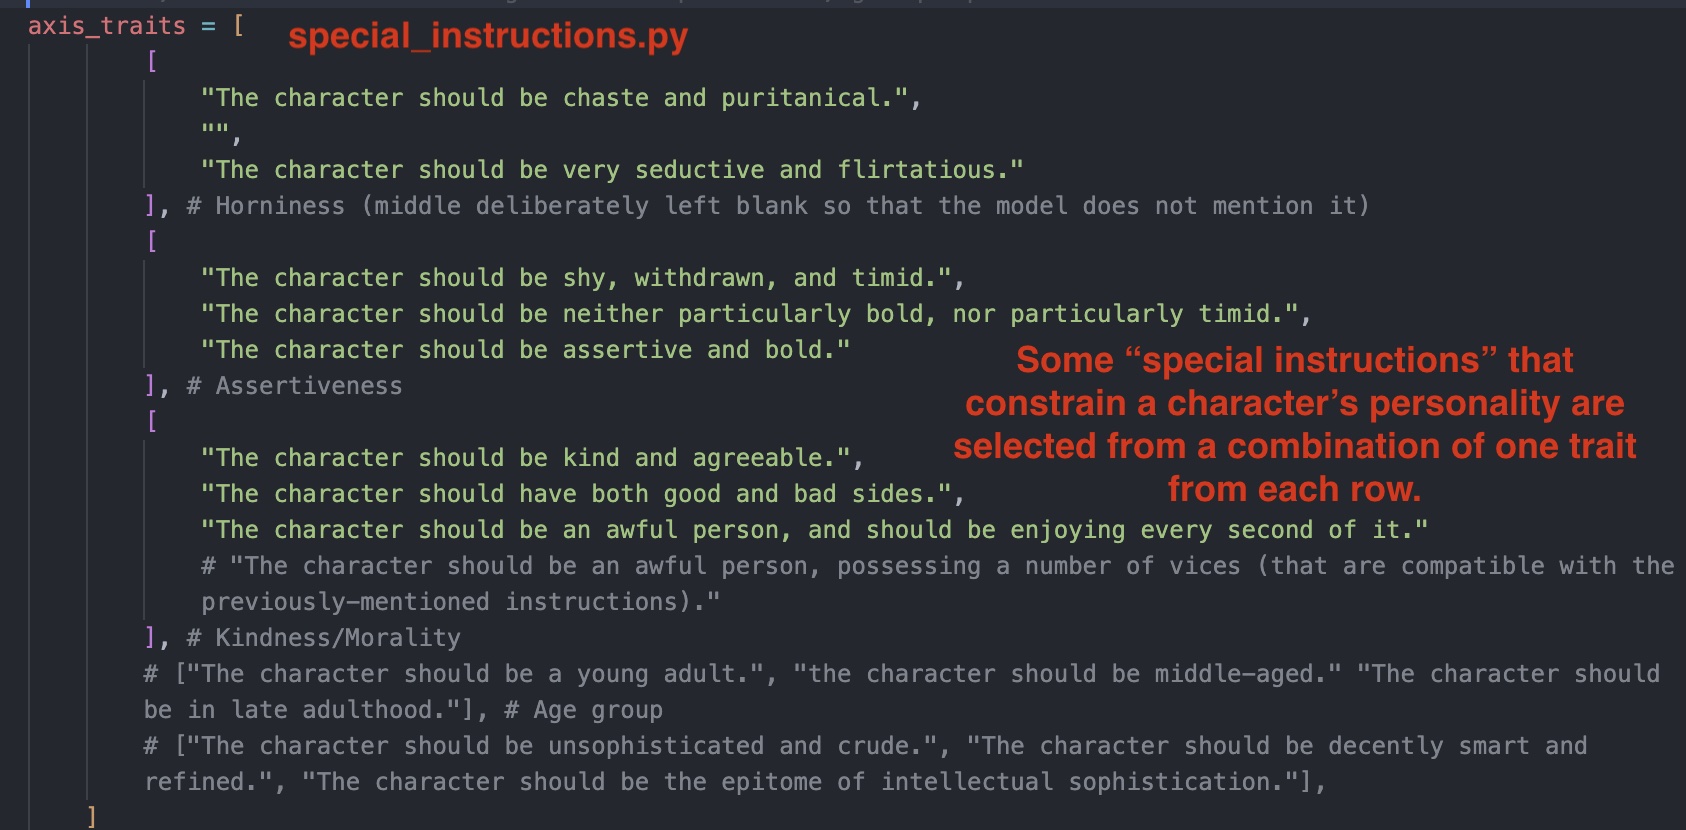 axis_traits = [
special_instructions.py
[
"The character should be chaste and puritanical.",
"",
"The character should be very seductive and flirtatious."
], # Horniness (middle deliberately left blank so that the model does not mention it)
[
"The character should be shy, withdrawn, and timid.",
"The character should be neither particularly bold, nor particularly timid.",
"The character should be assertive and bold."
], # Assertiveness
[
Some “special instructions” that
constrain a character’s personality are
selected from a combination of one trait
from each row.
"The character should be kind and agreeable.",
"The character should have both good and bad sides.",
"The character should be an awful person, and should be enjoying every second of it."
# "The character should be an awful person, possessing a number of vices (that are compatible with the
previously-mentioned instructions)."
], # Kindness/Morality
# ["The character should be a young adult.", "the character should be middle-aged." "The character should
be in late adulthood."], # Age group
# ["The character should be unsophisticated and crude.", "The character should be decently smart and
refined.", "The character should be the epitome of intellectual sophistication."],
]